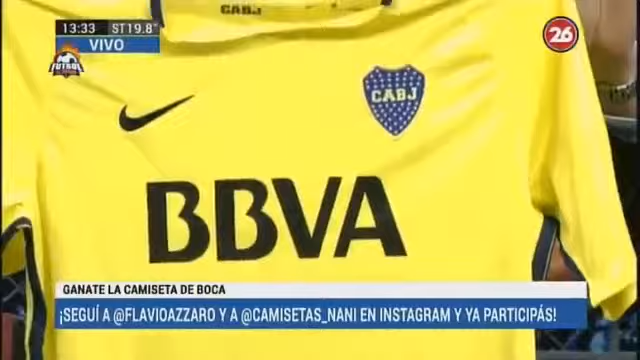 13:33 ST19.8°
VIVO
FUTBOL
CABJ
26
CABJ
BBVA
GANATE LA CAMISETA DE BOCA
¡SEGUÍ A @FLAVIOAZZARO Y A @CAMISETAS_NANI EN INSTAGRAM Y YA PARTICIPÁS!